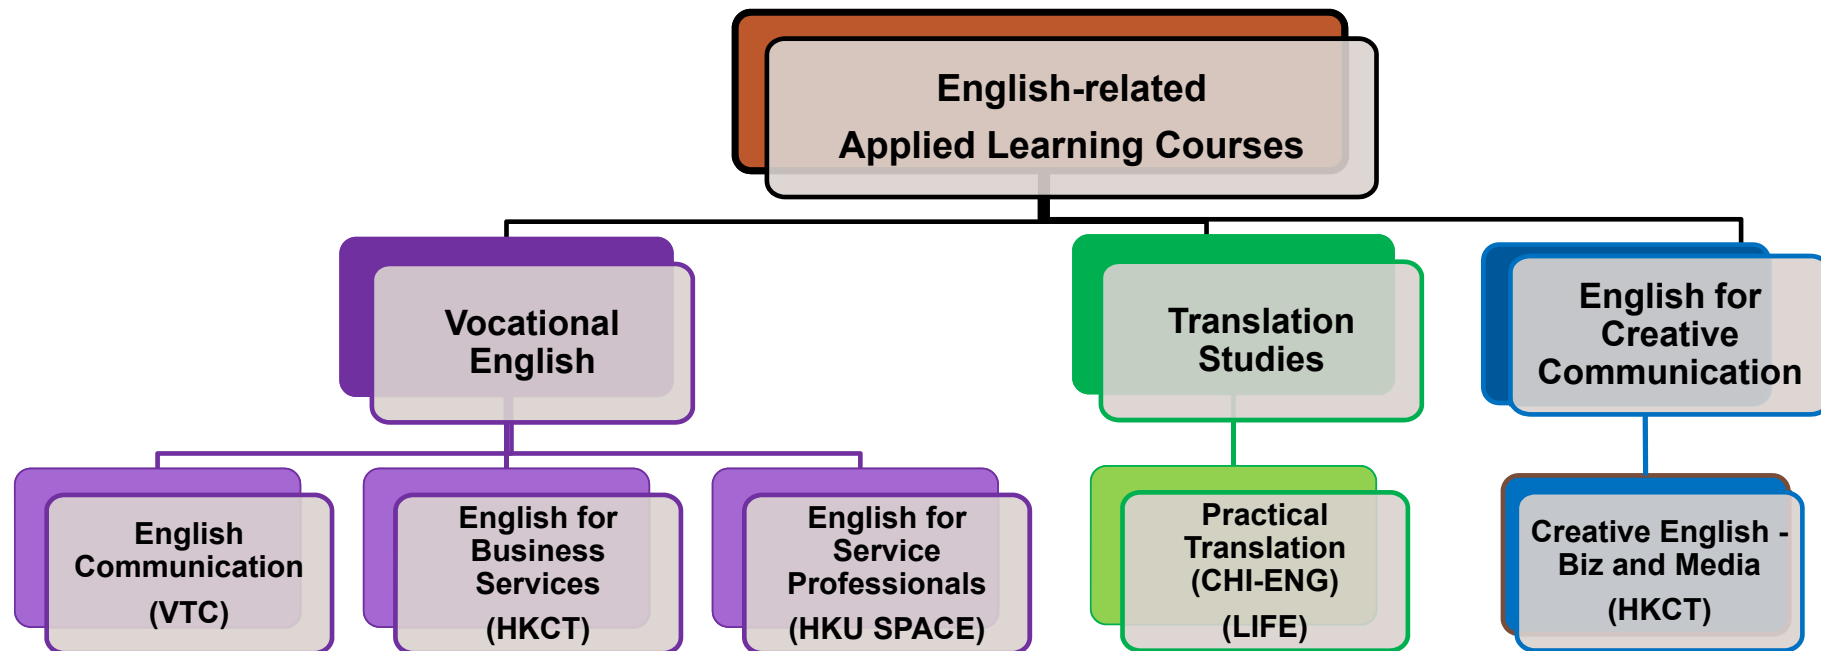 English-related
Applied Learning Courses
Vocational
English
Translation
Studies
English for
Creative
Communication
English
Communication
(VTC)
English for
Business
Services
(HKCT)
English for
Service
Professionals
(HKU SPACE)
Practical
Translation
(CHI-ENG)
(LIFE)
Creative English -
Biz and Media
(HKCT)